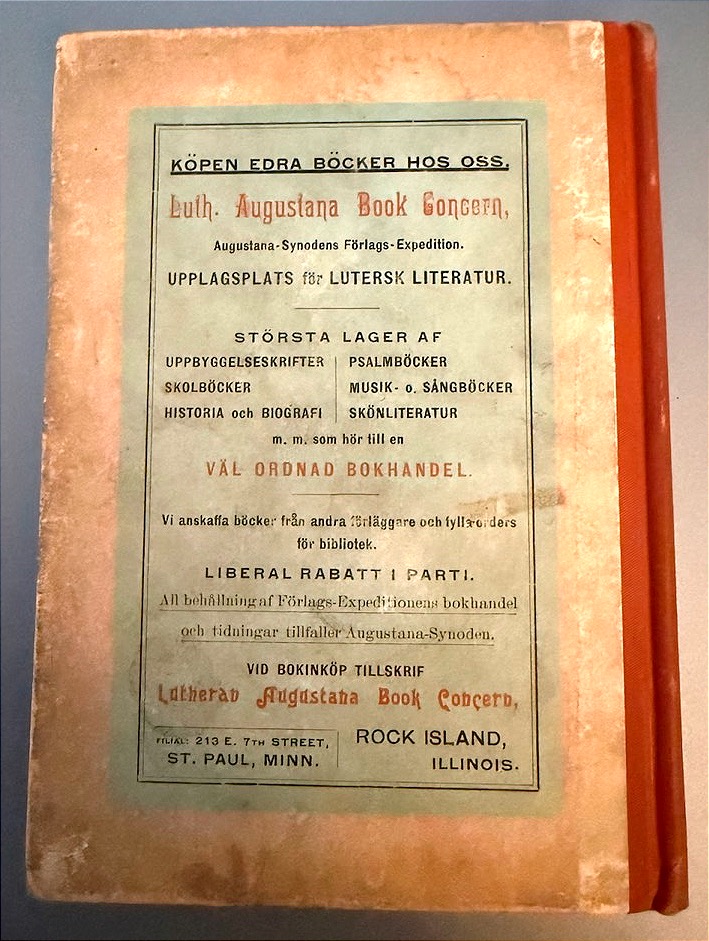 KÖPEN EDRA BÖCKER HOS OSS.
Luth. Augustana Book Concern,
Augustana-Synodens Förlags-Expedition.
UPPLAGSPLATS för LUTERSK LITERATUR.
STÖRSTA LAGER AF
UPPBYGGELSESKRIFTER
SKOLBÖCKER
HISTORIA och BIOGRAFI
PSALMBÖCKER
MUSIK- o. SÅNGBÖCKER
SKÖNLITERATUR
m. m. som hör till en
VÄL ORDNAD BOKHANDEL.
Vi anskaffa böcker från andra förläggare och fylla orders
för bibliotek.
LIBERAL RABATT I PARTI.
All behållning af Förlags-Expeditionens bokhandel
och tidningar tillfaller Augustana-Synoden.
VID BOKINKÖP TILLSKRIF
Lutheran Augustana Book Concern,
FILIAL: 213 E. 7TH STREET,
ST. PAUL, MINN.
ROCK ISLAND,
ILLINOIS.